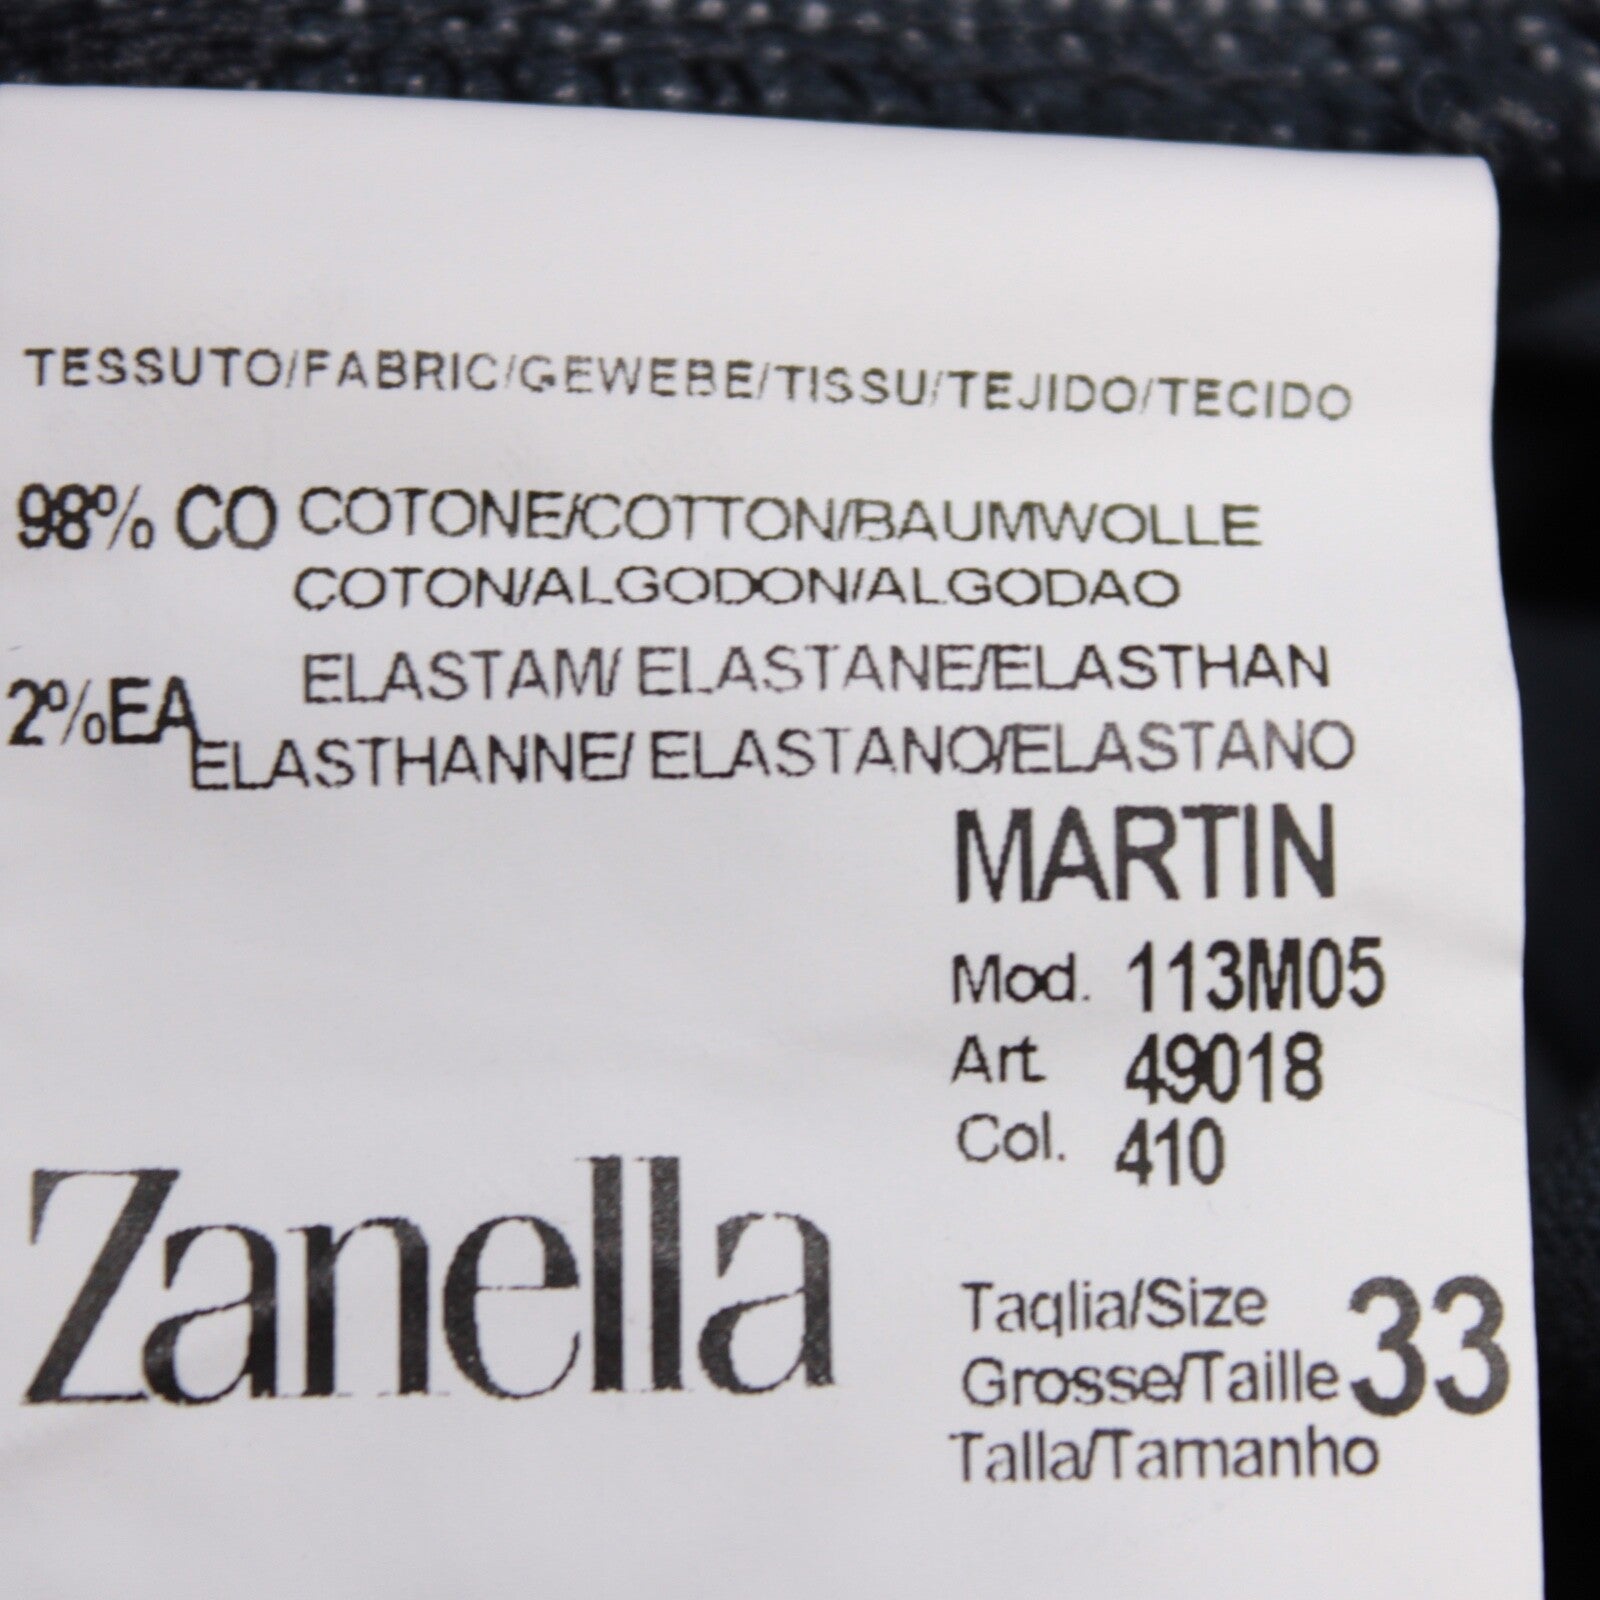 TESSUTO/FABRIC/GEWEBE/TISSU/TEJIDO/TECIDO
98% CO COTONE/COTTON/BAUMWOLLE
COTON/ALGODON/ALGODAO
2%EA ELASTAM/ ELASTANE/ELASTHAN
ELASTHANNE/ ELASTANO/ELASTANO
MARTIN
Mod. 113M05
Art. 49018
Col. 410
Zanella
Taglia/Size
Grosse/Taille 33
Talla/Tamanho